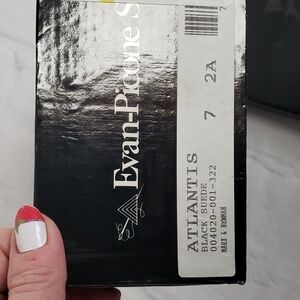 Evan-Picone S
7 2A
ATLANTIS
BLACK SUEDE
004020-001-322